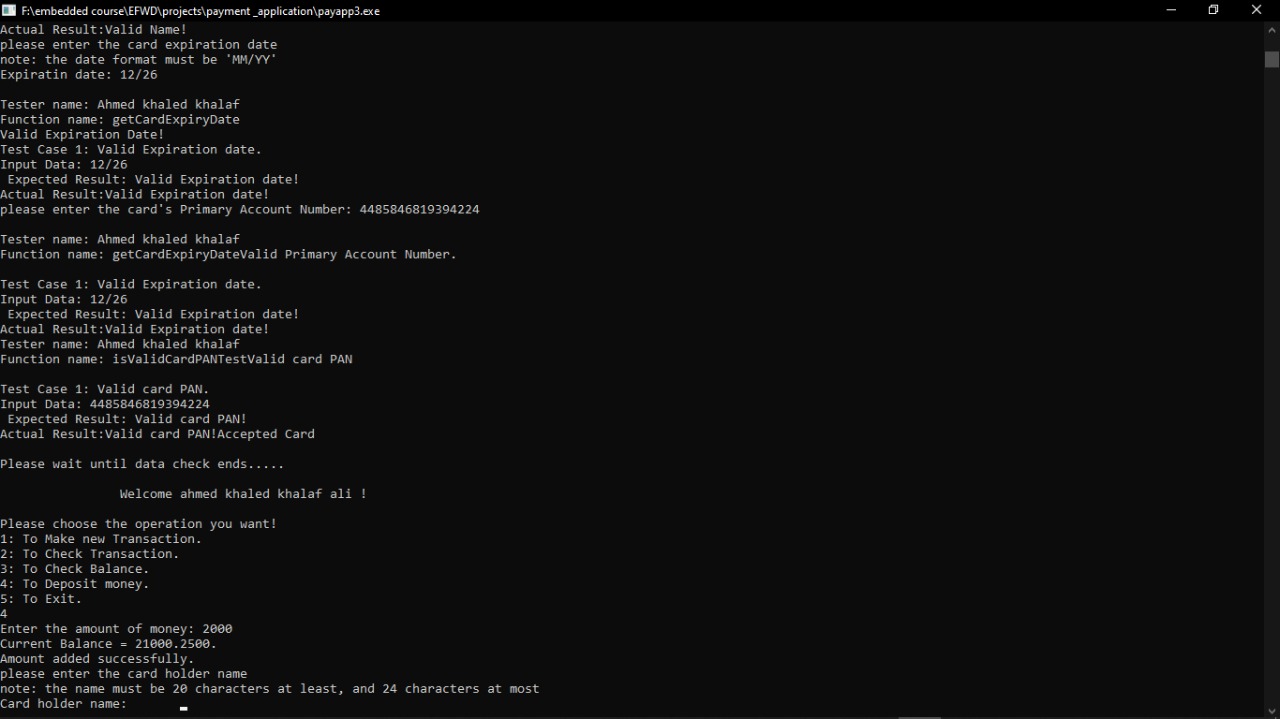 F:\embedded course\EFWD\projects\payment _application\payapp3.exe
Actual Result:Valid Name!
please enter the card expiration date
note: the date format must be 'MM/YY'
Expiratin date: 12/26
Tester name: Ahmed khaled khalaf
Function name: getCardExpiryDate
Valid Expiration Date!
Test Case 1: Valid Expiration date.
Input Data: 12/26
 Expected Result: Valid Expiration date!
Actual Result:Valid Expiration date!
please enter the card's Primary Account Number: 4485846819394224
Tester name: Ahmed khaled khalaf
Function name: getCardExpiryDateValid Primary Account Number.
Test Case 1: Valid Expiration date.
Input Data: 12/26
 Expected Result: Valid Expiration date!
Actual Result:Valid Expiration date!
Tester name: Ahmed khaled khalaf
Function name: isValidCardPANTestValid card PAN
Test Case 1: Valid card PAN.
Input Data: 4485846819394224
 Expected Result: Valid card PAN!
Actual Result:Valid card PAN!Accepted Card
Please wait until data check ends.....
Welcome ahmed khaled khalaf ali !
Please choose the operation you want!
1: To Make new Transaction.
2: To Check Transaction.
3: To Check Balance.
4: To Deposit money.
5: To Exit.
4
Enter the amount of money: 2000
Current Balance = 21000.2500.
Amount added successfully.
please enter the card holder name
note: the name must be 20 characters at least, and 24 characters at most
Card holder name: